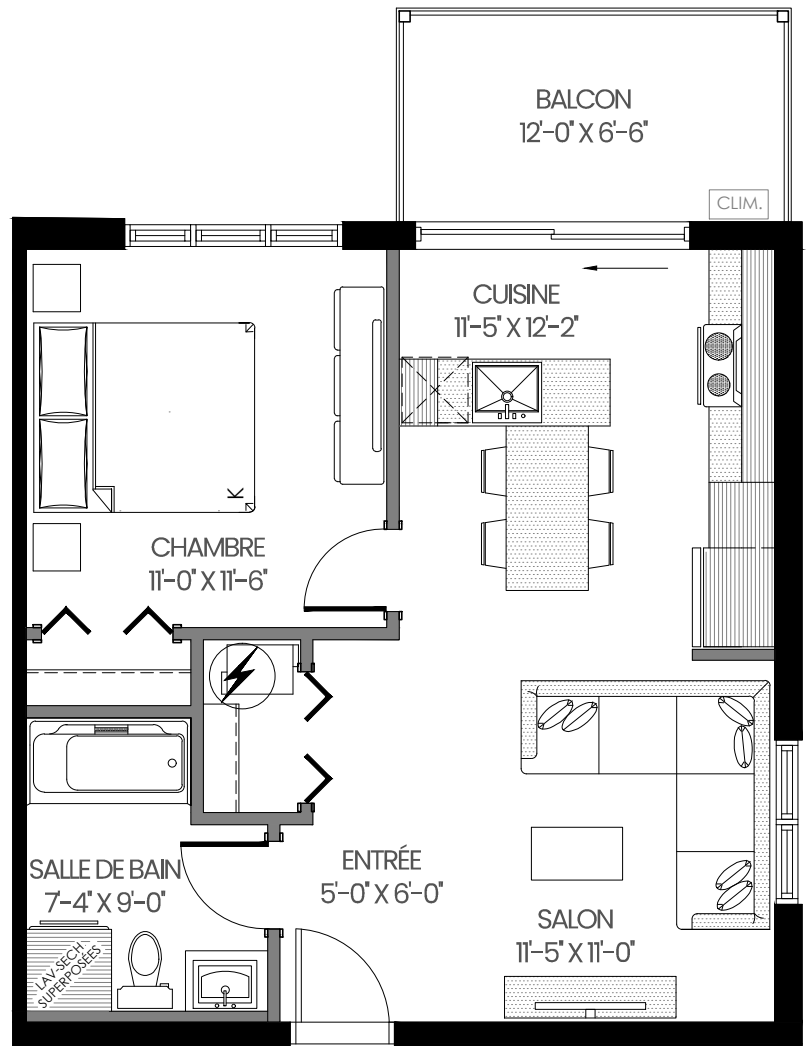 BALCON
12'-0" X 6'-6"
CLIM.
CUISINE
11'-5" X 12'-2"
K
CHAMBRE
11'-0" X 11'-6"
SALLE DE BAIN
7'-4" X 9'-0"
ENTRÉE
5'-0" X 6'-0"
SALON
11'-5" X 11'-0"
LAV-SECH
SUPERPOSÉES